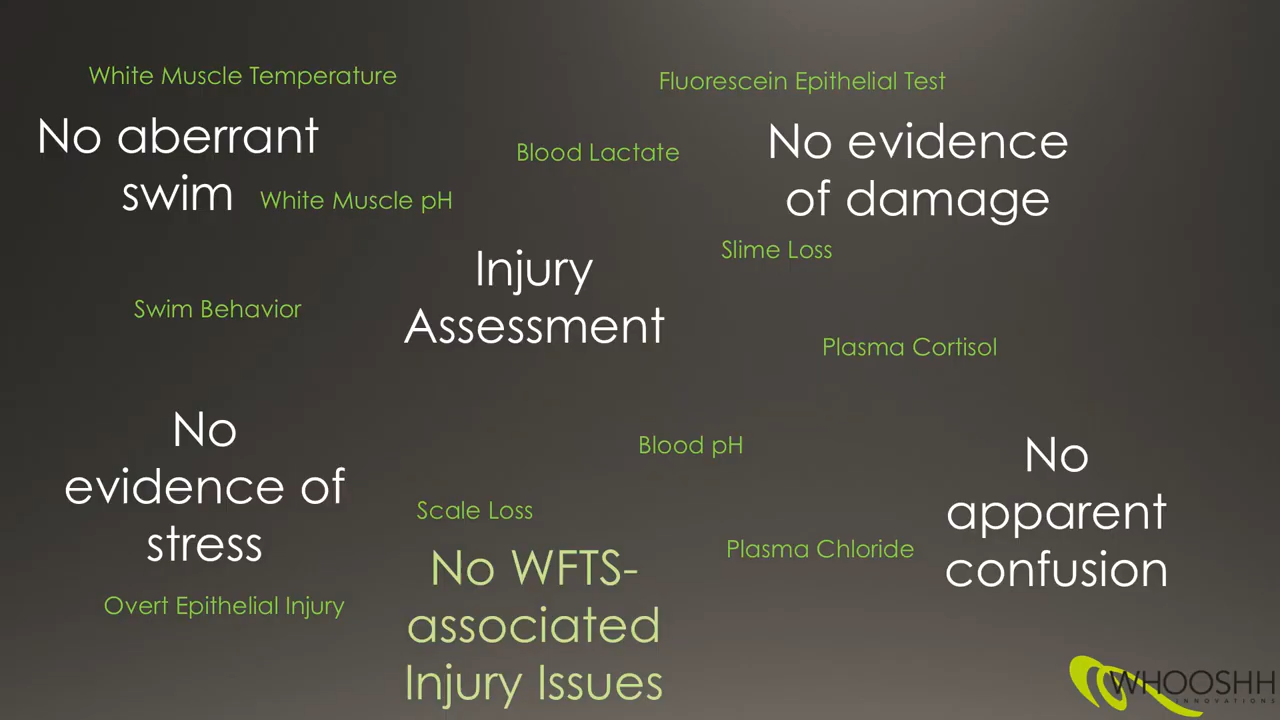 White Muscle Temperature
Fluorescein Epithelial Test
No aberrant
swim
White Muscle pH
Blood Lactate
No evidence
of damage
Slime Loss
Injury
Assessment
Swim Behavior
Plasma Cortisol
No
evidence of
stress
Blood pH
No
apparent
confusion
Scale Loss
Plasma Chloride
No WFTS-
associated
Injury Issues
Overt Epithelial Injury
WHOOSHH
INNOVATIONS